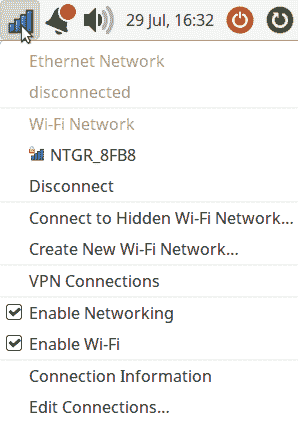 29 Jul, 16:32
Ethernet Network
disconnected
Wi-Fi Network
NTGR_8FB8
Disconnect
Connect to Hidden Wi-Fi Network...
Create New Wi-Fi Network...
VPN Connections
Enable Networking
Enable Wi-Fi
Connection Information
Edit Connections...